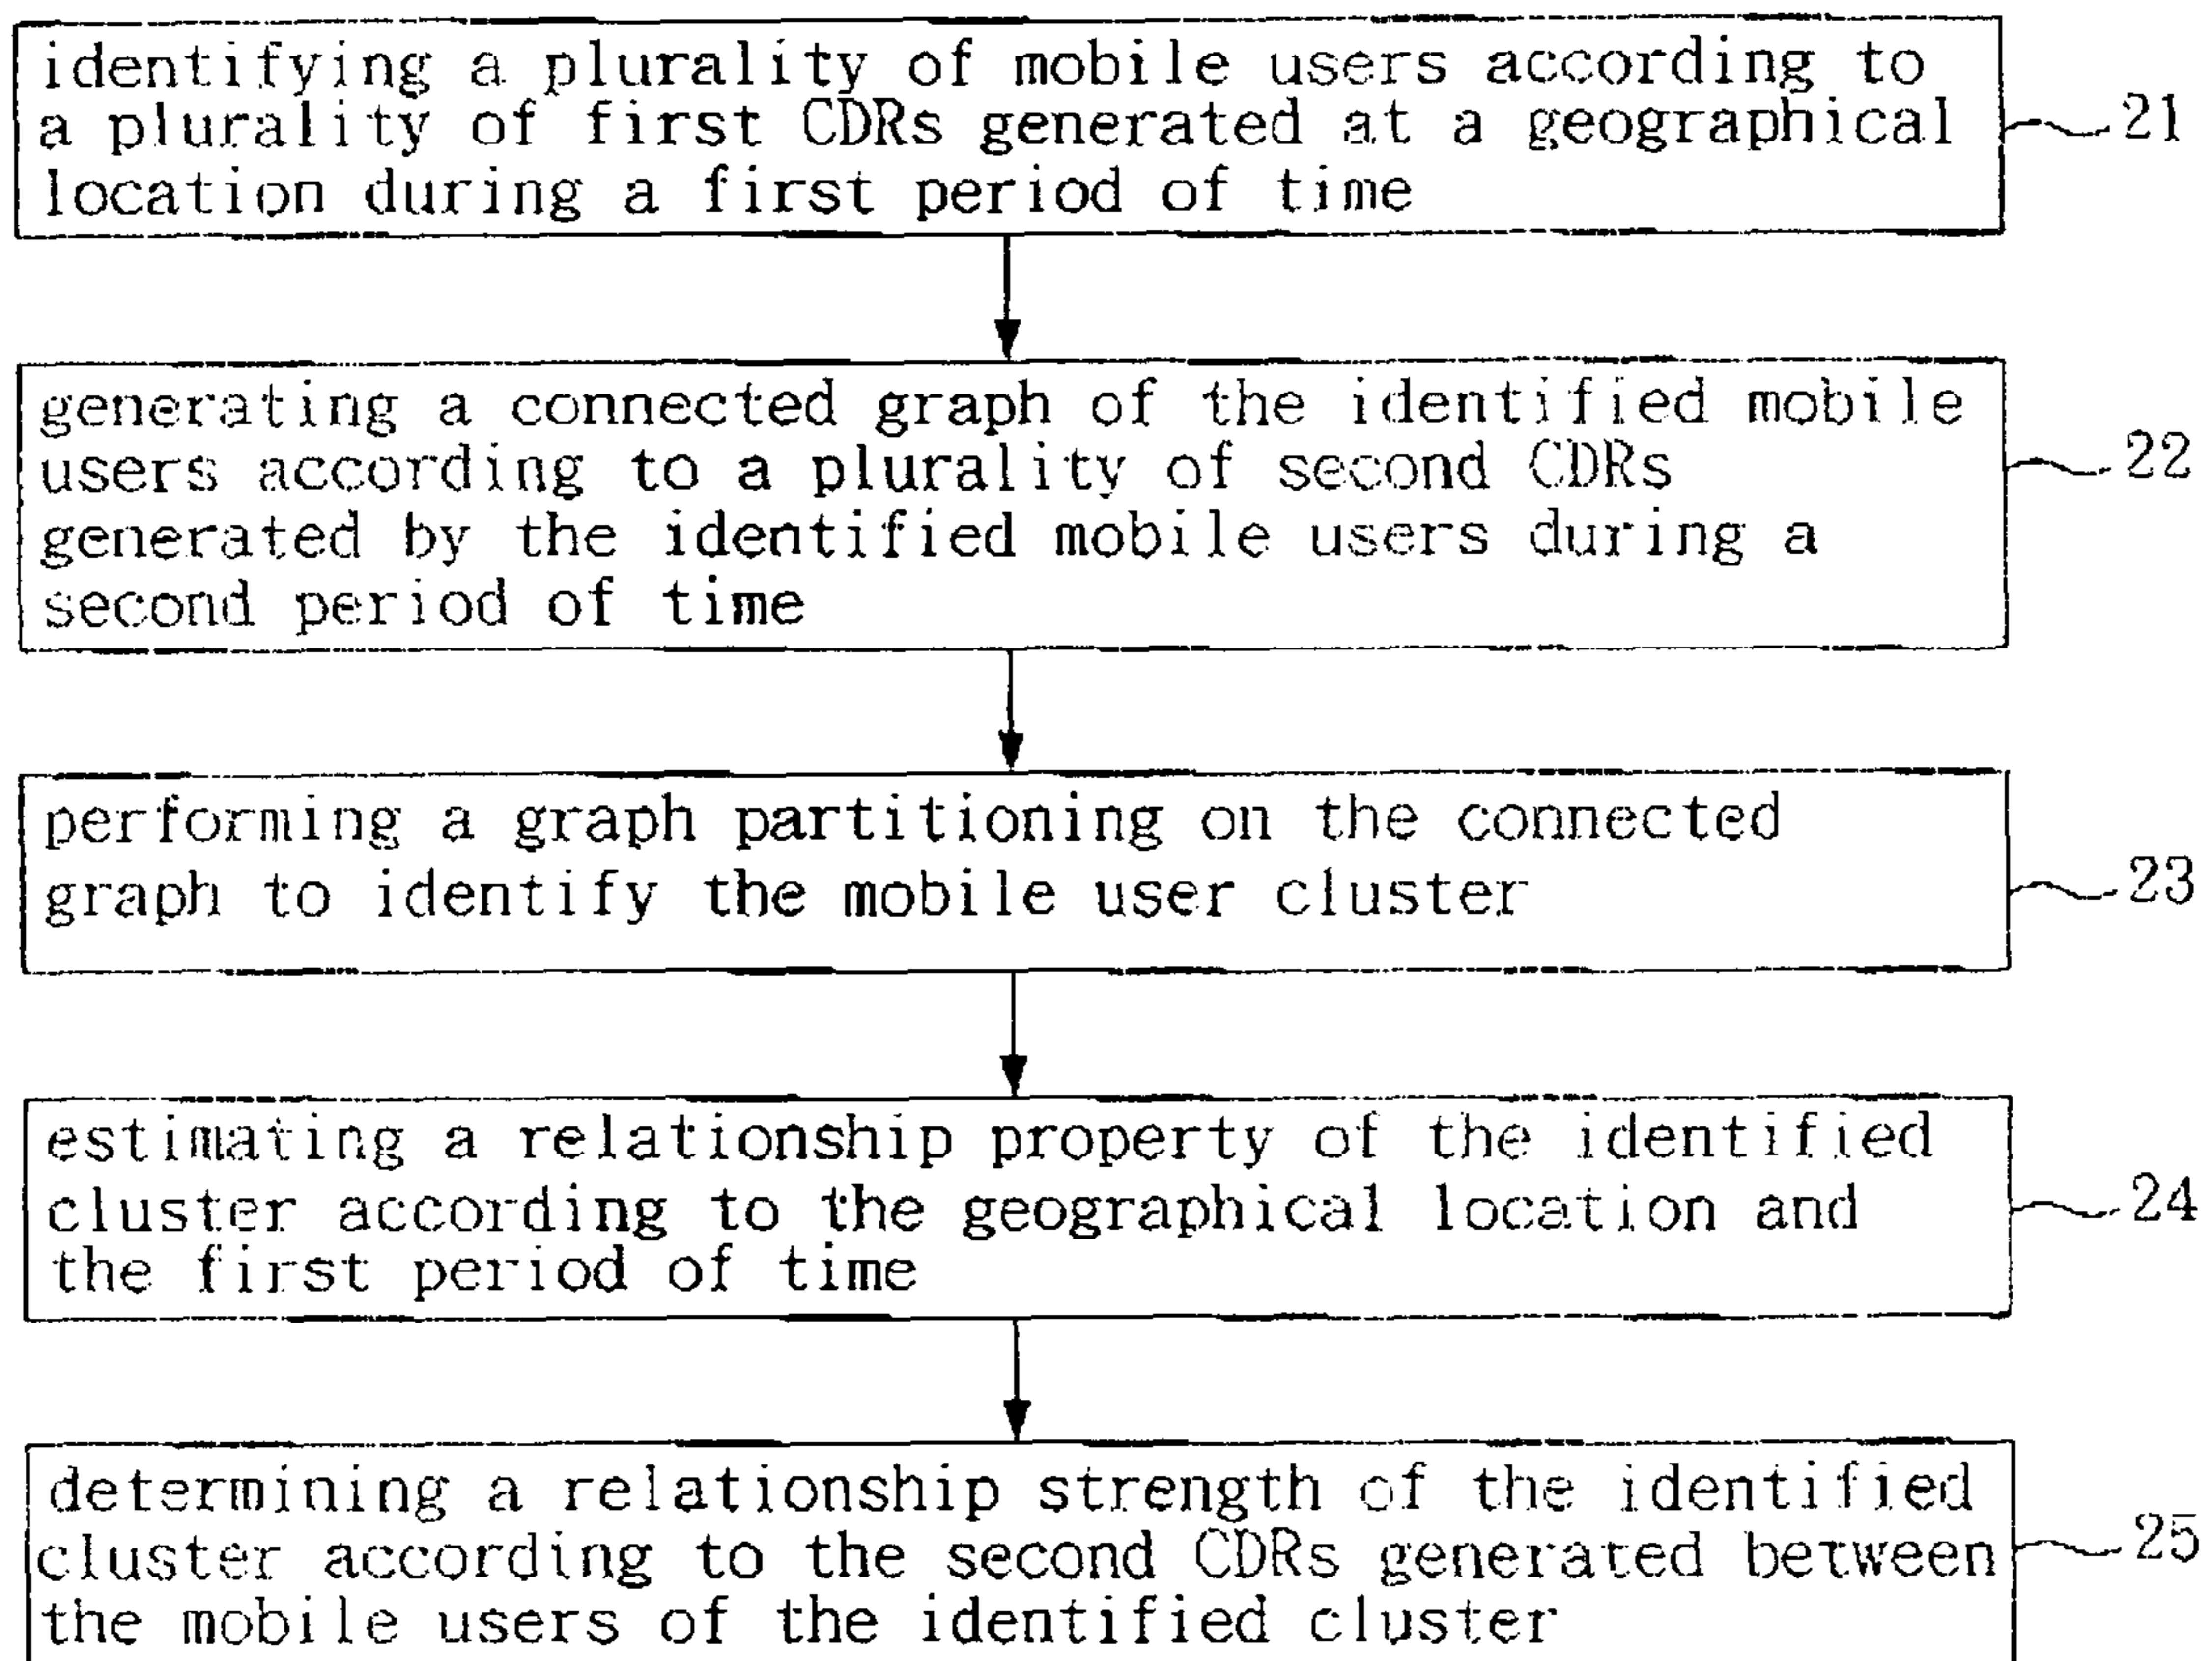 identifying a plurality of mobile users according to
a plurality of first CDRs generated at a geographical
location during a first period of time
21
generating a connected graph of the identified mobile
users according to a plurality of second CDRs
generated by the identified mobile users during a
second period of time
22
performing a graph partitioning on the connected
graph to identify the mobile user cluster
23
estimating a relationship property of the identified
cluster according to the geographical location and
the first period of time
24
determining a relationship strength of the identified
cluster according to the second CDRs generated between
the mobile users of the identified cluster
25